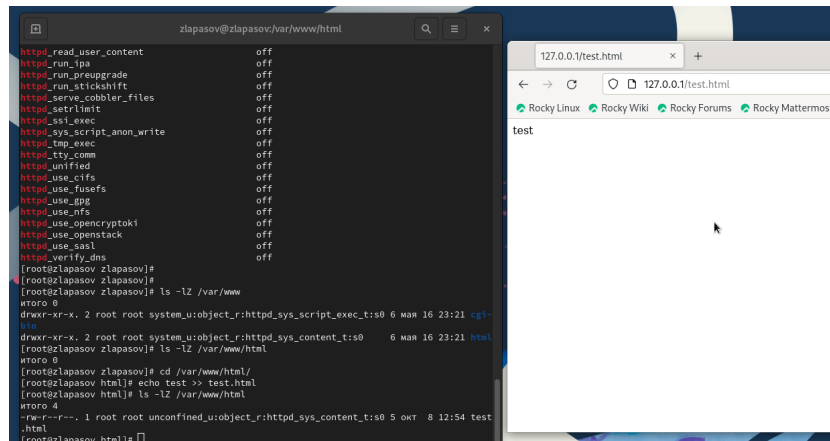 zlapasov@zlapasov:/var/www/html
httpd_read_user_content off
httpd_run_ipa off
httpd_run_preupgrade off
httpd_run_stickshift off
httpd_serve_cobbler_files off
httpd_setrlimit off
httpd_ssi_exec off
httpd_sys_script_anon_write off
httpd_tmp_exec off
httpd_tty_comm off
httpd_unified off
httpd_use_cifs off
httpd_use_fusefs off
httpd_use_gpg off
httpd_use_nfs off
httpd_use_opencryptoki off
httpd_use_openstack off
httpd_use_sasl off
httpd_verify_dns off
[root@zlapasov zlapasov]#
[root@zlapasov zlapasov]#
[root@zlapasov zlapasov]# ls -lZ /var/www
итого 0
drwxr-xr-x. 2 root root system_u:object_r:httpd_sys_script_exec_t:s0 6 мая 16 23:21 cgi-
bin
drwxr-xr-x. 2 root root system_u:object_r:httpd_sys_content_t:s0 6 мая 16 23:21 html
[root@zlapasov zlapasov]# ls -lZ /var/www/html
итого 0
[root@zlapasov zlapasov]# cd /var/www/html/
[root@zlapasov html]# echo test >> test.html
[root@zlapasov html]# ls -lZ /var/www/html
итого 4
-rw-r--r--. 1 root root unconfined_u:object_r:httpd_sys_content_t:s0 5 окт 8 12:54 test
.html
[root@zlapasov html]#
127.0.0.1/test.html
127.0.0.1/test.html
Rocky Linux Rocky Wiki Rocky Forums Rocky Mattermos
test